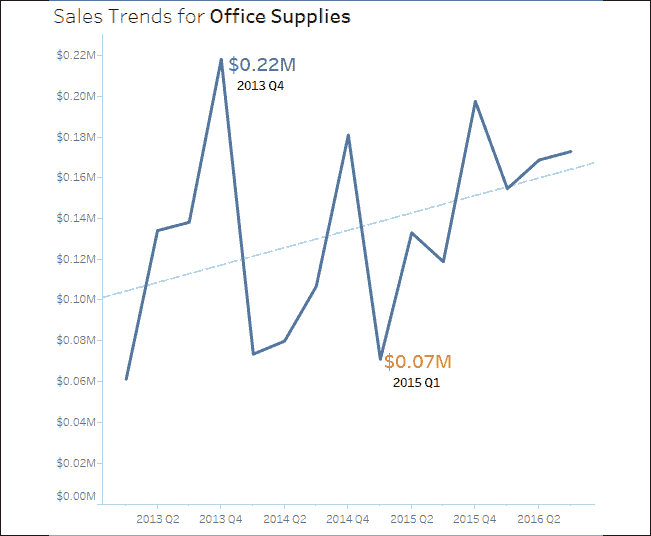 Sales Trends for Office Supplies
$0.22M
$0.22M
2013 Q4
$0.20M
$0.18M
$0.16M
$0.14M
$0.12M
$0.10M
$0.08M
$0.07M
$0.06M
2015 Q1
$0.04M
$0.02M
$0.00M
2013 Q2 2013 Q4 2014 Q2 2014 Q4 2015 Q2 2015 Q4 2016 Q2